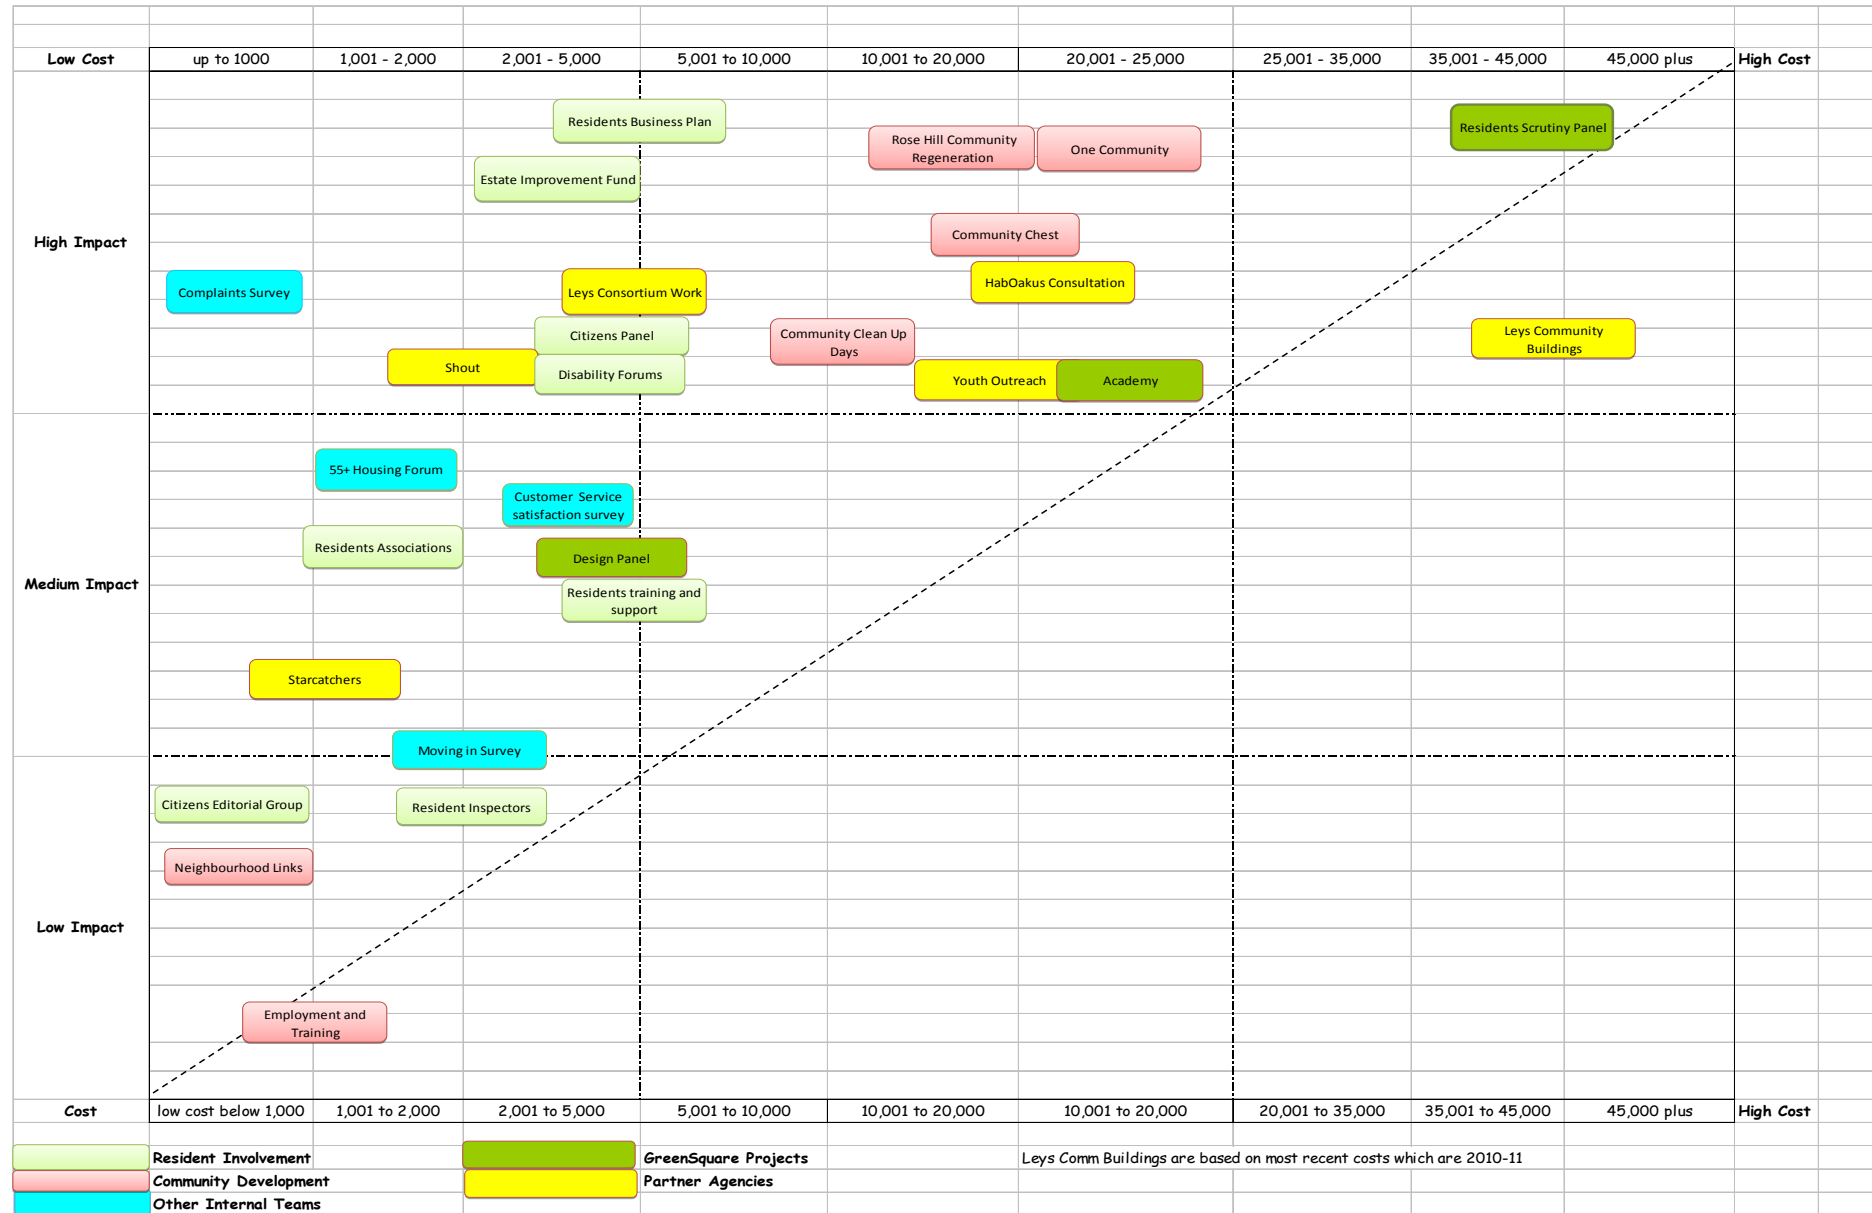 Low Cost up to 1000 1,001 - 2,000 2,001 - 5,000 5,001 to 10,000 10,001 to 20,000 20,001 - 25,000 25,001 - 35,000 35,001 - 45,000 45,000 plus High Cost
Residents Business Plan
Residents Scrutiny Panel
Rose Hill Community
Regeneration
One Community
Estate Improvement Fund
High Impact
Community Chest
Complaints Survey
Leys Consortium Work
HabOakus Consultation
Citizens Panel
Community Clean Up
Days
Leys Community
Buildings
Shout
Disability Forums
Youth Outreach
Academy
55+ Housing Forum
Customer Service
satisfaction survey
Residents Associations
Design Panel
Medium Impact
Residents training and
support
Starcatchers
Moving in Survey
Citizens Editorial Group
Resident Inspectors
Neighbourhood Links
Low Impact
Employment and
Training
Cost low cost below 1,000 1,001 to 2,000 2,001 to 5,000 5,001 to 10,000 10,001 to 20,000 10,001 to 20,000 20,001 to 35,000 35,001 to 45,000 45,000 plus High Cost
Resident Involvement GreenSquare Projects Leys Comm Buildings are based on most recent costs which are 2010-11
Community Development Partner Agencies
Other Internal Teams